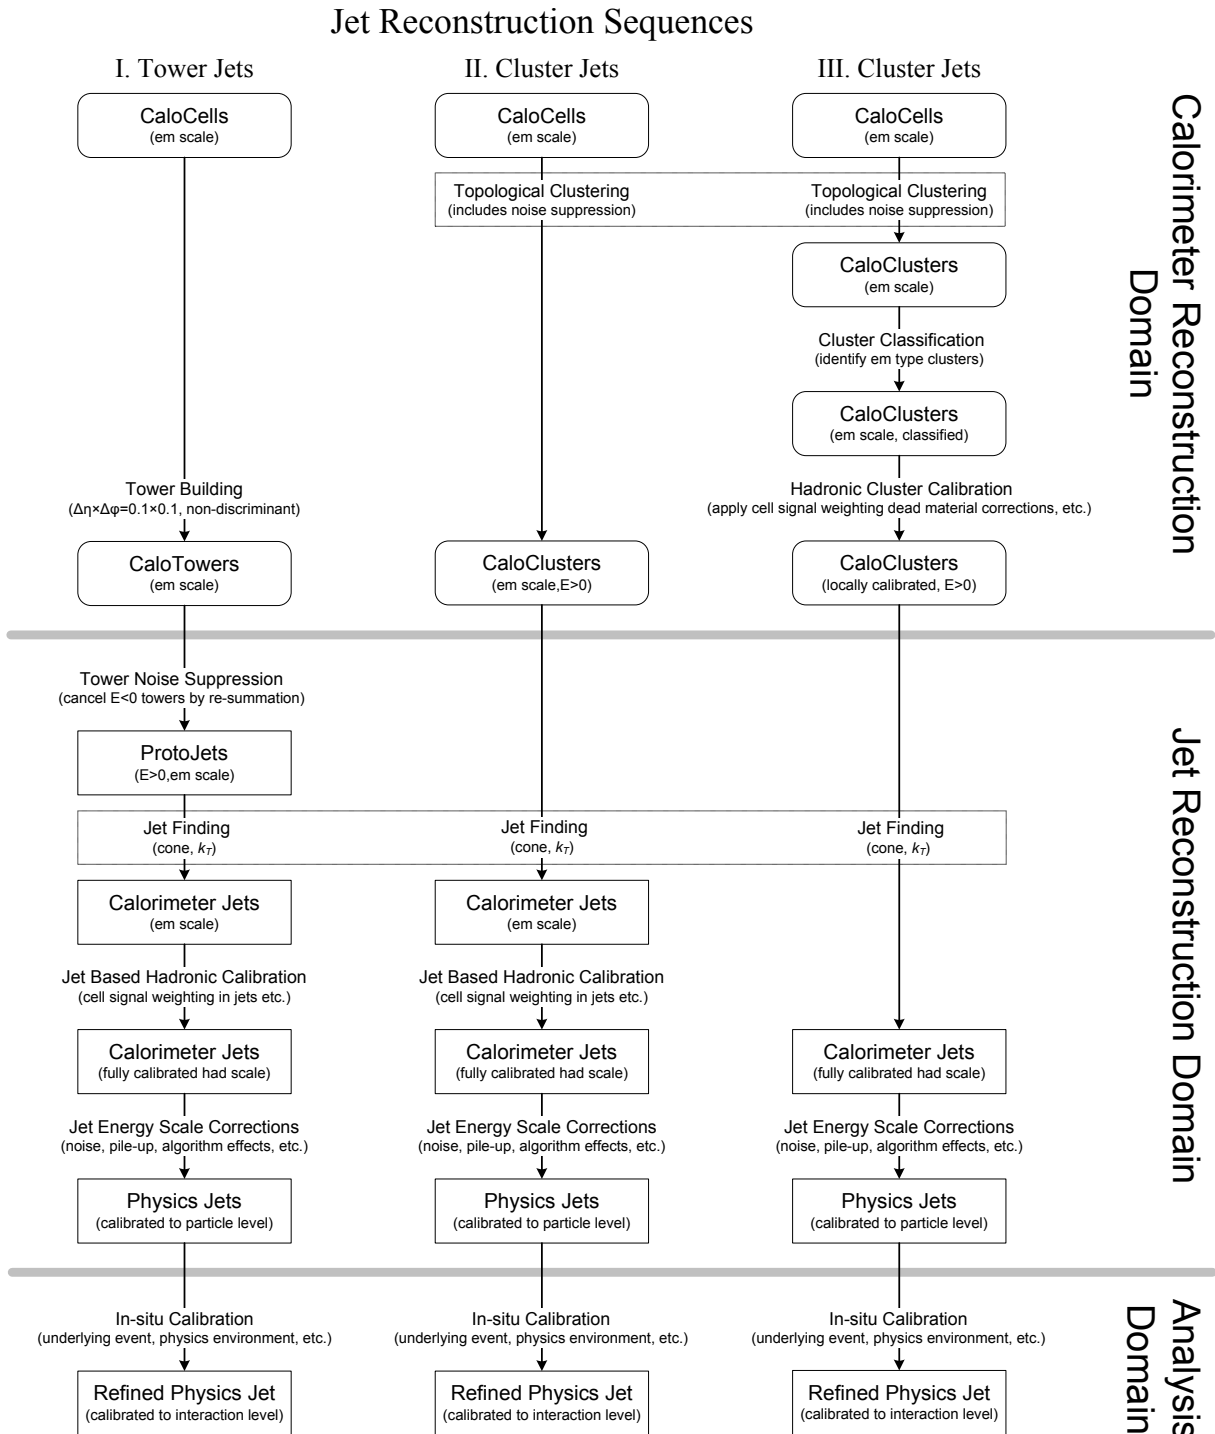 Jet Reconstruction Sequences
I. Tower Jets
II. Cluster Jets
III. Cluster Jets
CaloCells
(em scale)
CaloCells
(em scale)
CaloCells
(em scale)
Topological Clustering
(includes noise suppression)
Topological Clustering
(includes noise suppression)
CaloClusters
(em scale)
Cluster Classification
(identify em type clusters)
CaloClusters
(em scale, classified)
Tower Building
(Δη×Δφ=0.1×0.1, non-discriminant)
Hadronic Cluster Calibration
(apply cell signal weighting dead material corrections, etc.)
CaloTowers
(em scale)
CaloClusters
(em scale,E>0)
CaloClusters
(locally calibrated, E>0)
Calorimeter Reconstruction
Domain
Tower Noise Suppression
(cancel E<0 towers by re-summation)
ProtoJets
(E>0,em scale)
Jet Finding
(cone, kT)
Jet Finding
(cone, kT)
Jet Finding
(cone, kT)
Calorimeter Jets
(em scale)
Calorimeter Jets
(em scale)
Jet Based Hadronic Calibration
(cell signal weighting in jets etc.)
Jet Based Hadronic Calibration
(cell signal weighting in jets etc.)
Calorimeter Jets
(fully calibrated had scale)
Calorimeter Jets
(fully calibrated had scale)
Calorimeter Jets
(fully calibrated had scale)
Jet Energy Scale Corrections
(noise, pile-up, algorithm effects, etc.)
Jet Energy Scale Corrections
(noise, pile-up, algorithm effects, etc.)
Jet Energy Scale Corrections
(noise, pile-up, algorithm effects, etc.)
Physics Jets
(calibrated to particle level)
Physics Jets
(calibrated to particle level)
Physics Jets
(calibrated to particle level)
Jet Reconstruction Domain
In-situ Calibration
(underlying event, physics environment, etc.)
In-situ Calibration
(underlying event, physics environment, etc.)
In-situ Calibration
(underlying event, physics environment, etc.)
Refined Physics Jet
(calibrated to interaction level)
Refined Physics Jet
(calibrated to interaction level)
Refined Physics Jet
(calibrated to interaction level)
Analysis
Domain